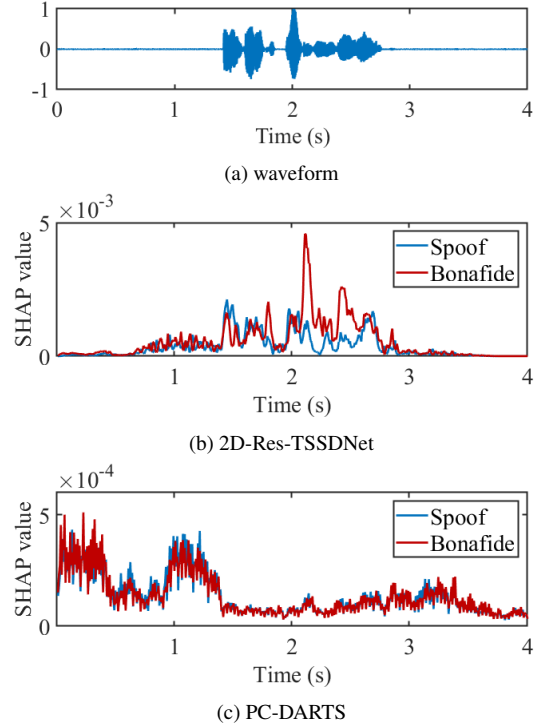 1
0
-1
0 1 2 3 4
Time (s)
(a) waveform
×10⁻³
5
SHAP value
Spoof
Bonafide
0
1 2 3 4
Time (s)
(b) 2D-Res-TSSDNet
×10⁻⁴
5
SHAP value
Spoof
Bonafide
0
1 2 3 4
Time (s)
(c) PC-DARTS